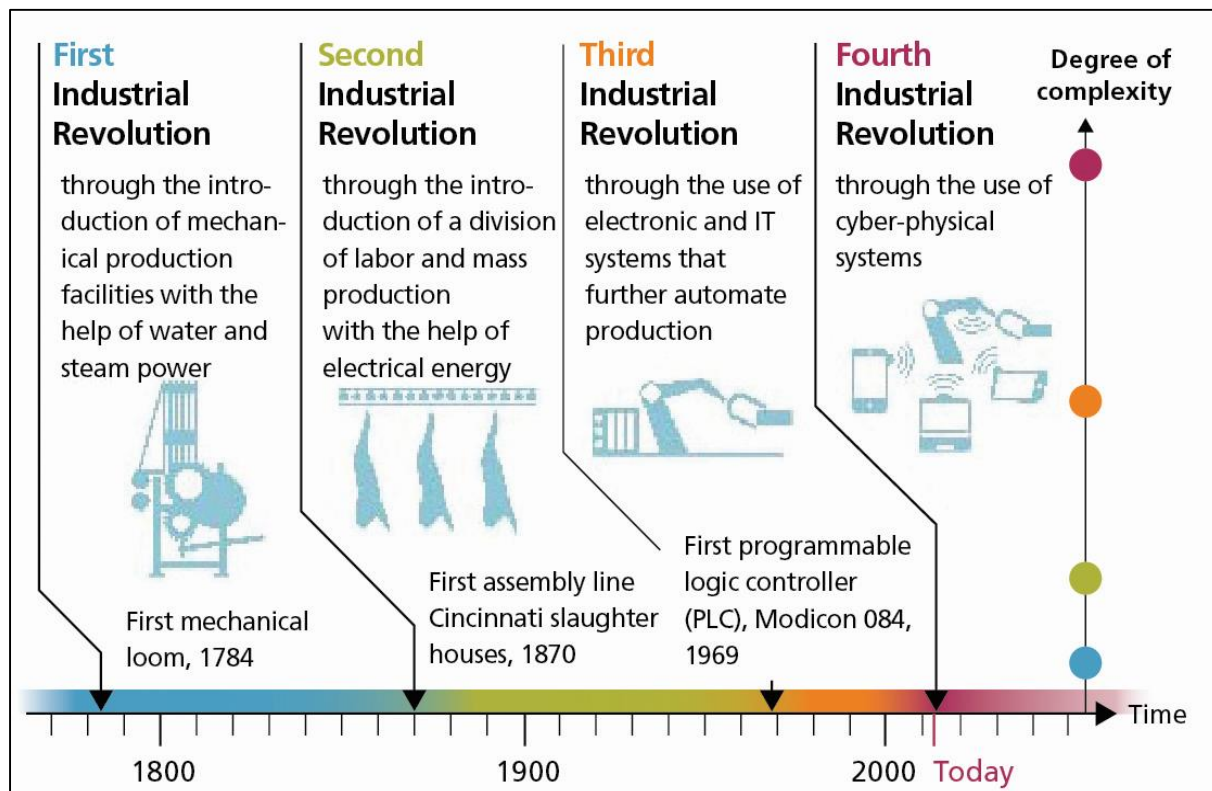 First
Industrial
Revolution
through the intro-
duction of mechan-
ical production
facilities with the
help of water and
steam power
First mechanical
loom, 1784
Second
Industrial
Revolution
through the intro-
duction of a division
of labor and mass
production
with the help of
electrical energy
First assembly line
Cincinnati slaughter
houses, 1870
Third
Industrial
Revolution
through the use of
electronic and IT
systems that
further automate
production
First programmable
logic controller
(PLC), Modicon 084,
1969
Fourth
Industrial
Revolution
through the use of
cyber-physical
systems
Degree of
complexity
Time
1800
1900
2000
Today